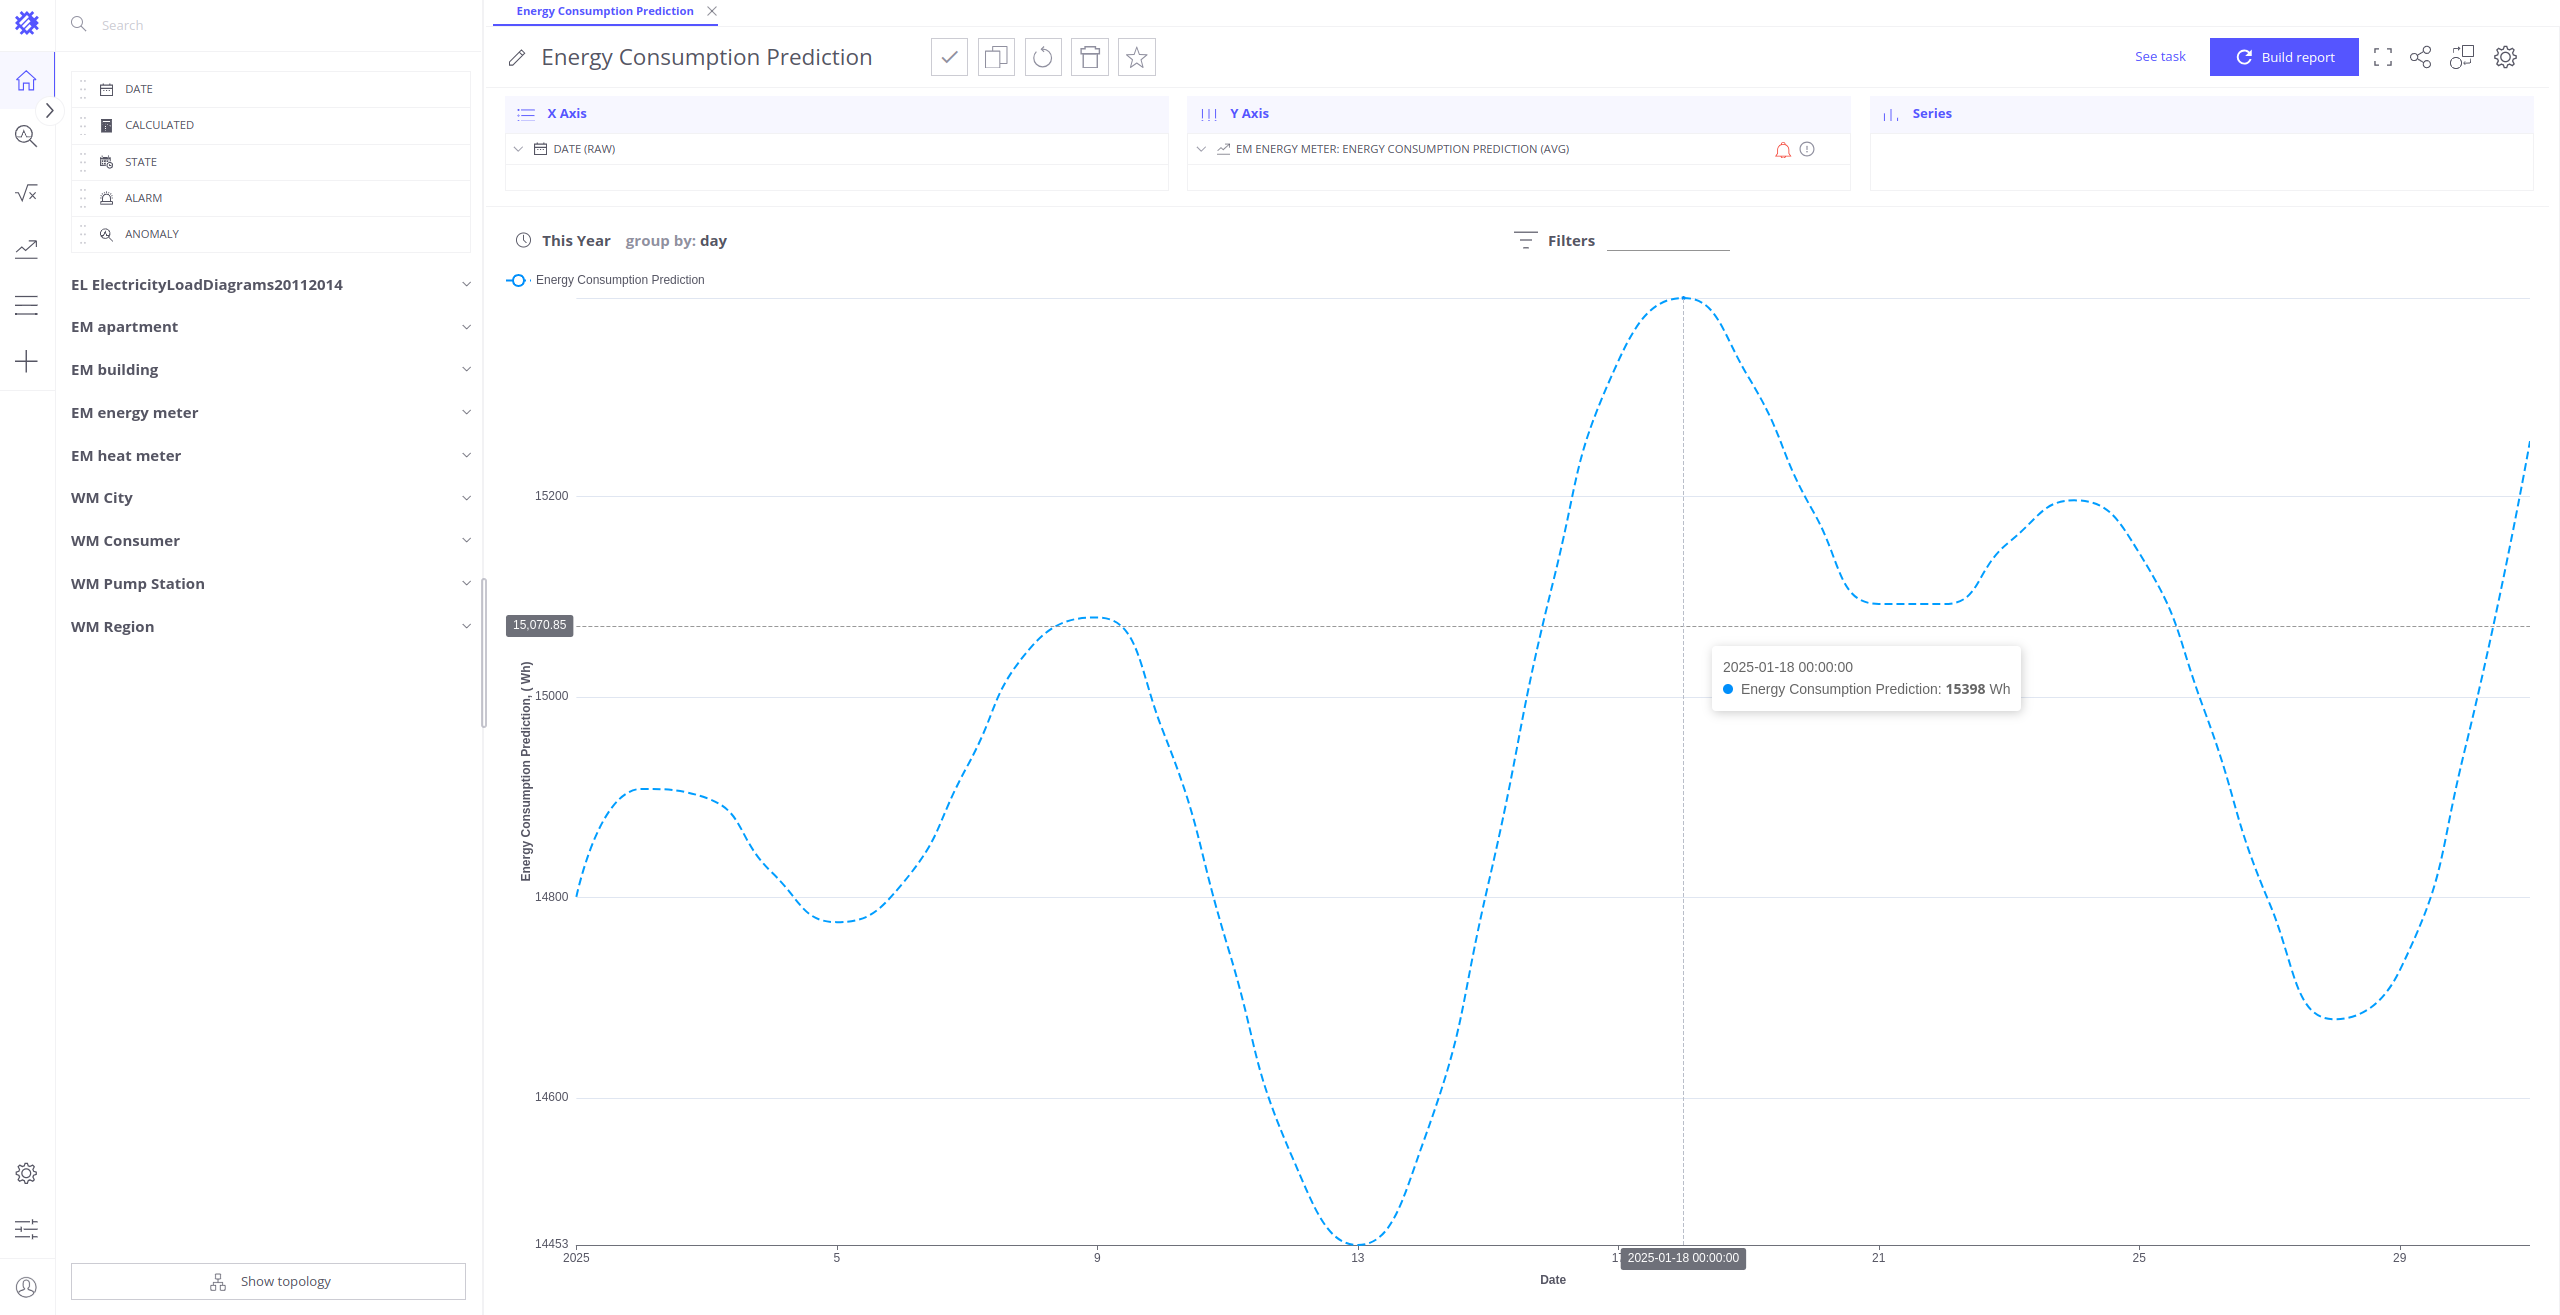 Search
DATE
CALCULATED
STATE
ALARM
ANOMALY
EL ElectricityLoadDiagrams20112014
EM apartment
EM building
EM energy meter
EM heat meter
WM City
WM Consumer
WM Pump Station
WM Region
Show topology
Energy Consumption Prediction
Energy Consumption Prediction
See task
Build report
X Axis
DATE (RAW)
Y Axis
EM ENERGY METER: ENERGY CONSUMPTION PREDICTION (AVG)
Series
This Year group by: day
Filters
Energy Consumption Prediction
15200
15,070.85
15000
14800
14600
14453
Energy Consumption Prediction, ( Wh)
2025-01-18 00:00:00
Energy Consumption Prediction: 15398 Wh
2025 5 9 13 2025-01-18 00:00:00 21 25 29
Date